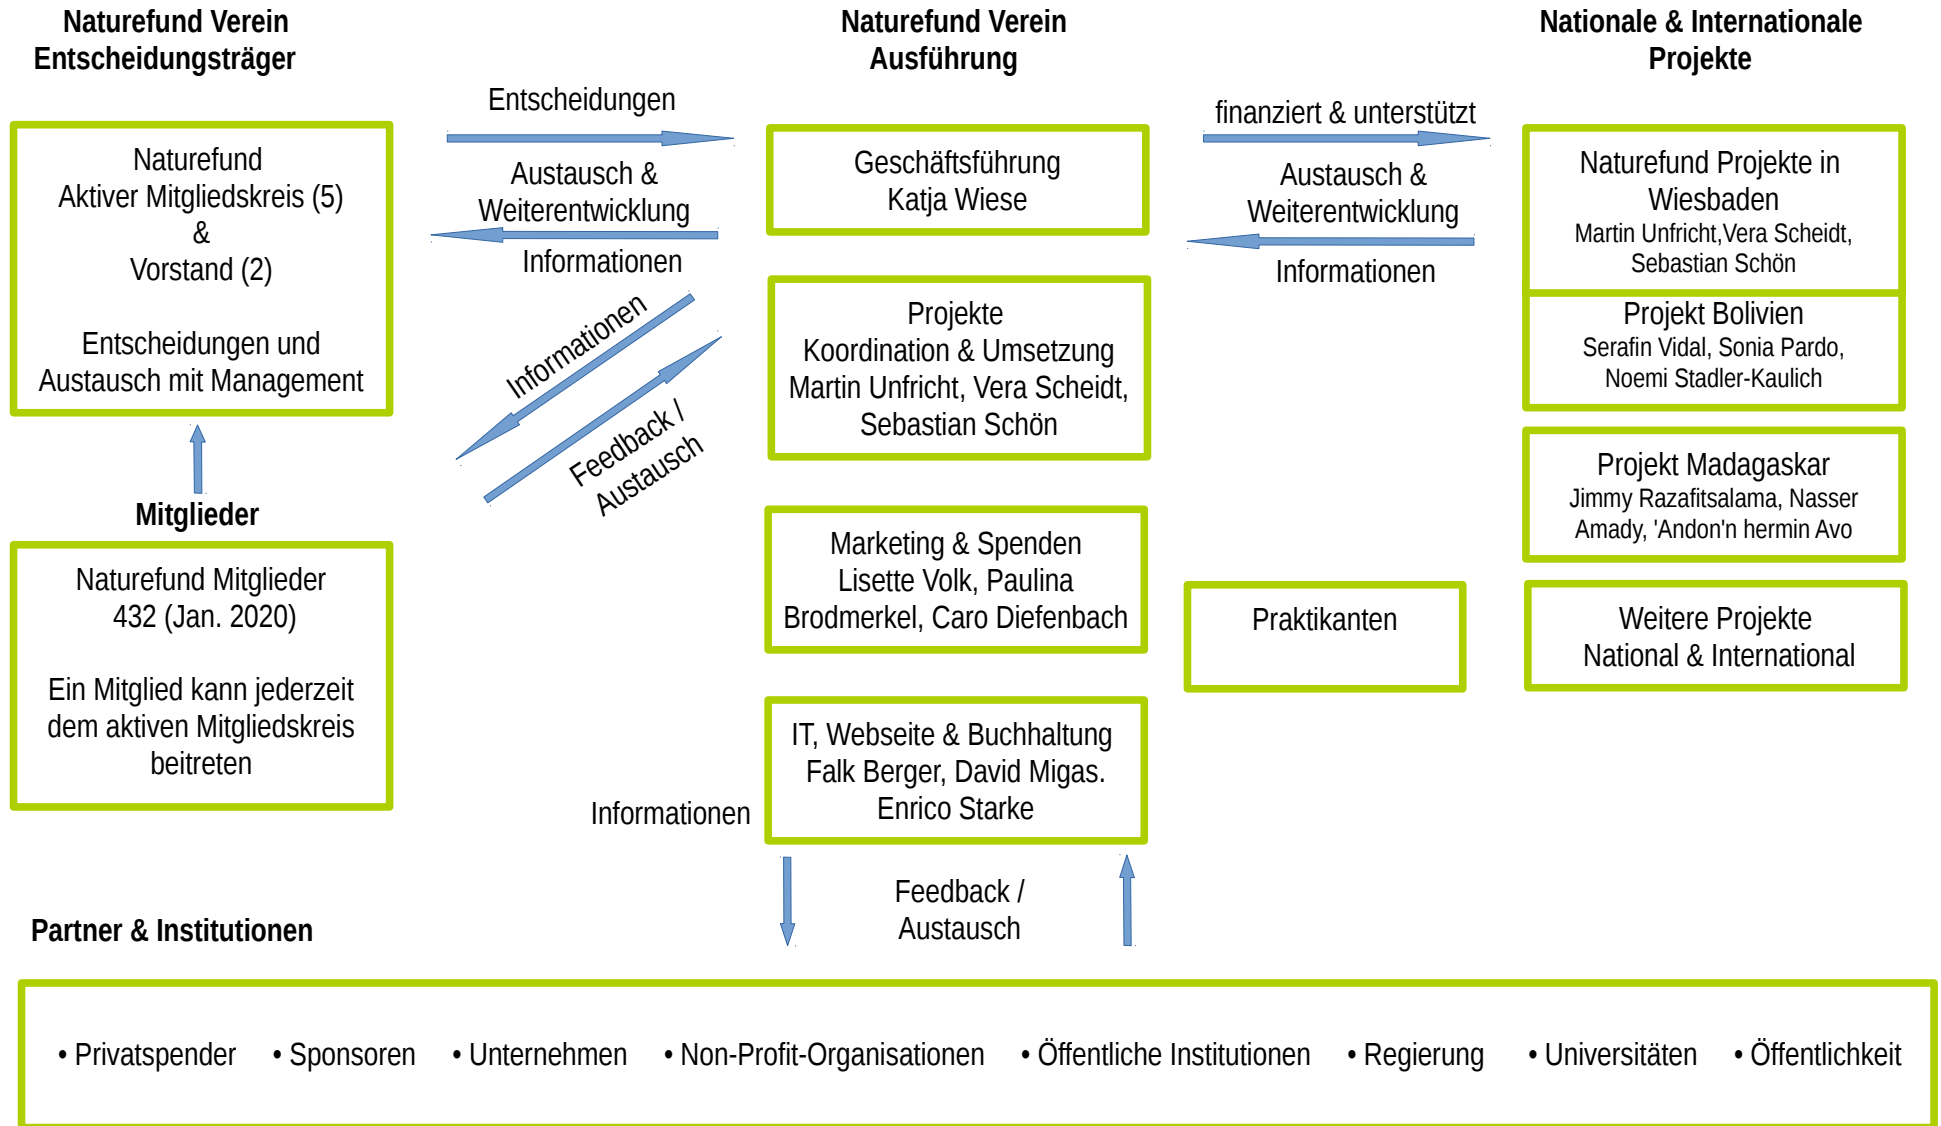 Naturefund Verein
Entscheidungsträger
Naturefund
Aktiver Mitgliedskreis (5)
&
Vorstand (2)
Entscheidungen und
Austausch mit Management
Mitglieder
Naturefund Mitglieder
432 (Jan. 2020)
Ein Mitglied kann jederzeit
dem aktiven Mitgliedskreis
beitreten
Entscheidungen
Austausch &
Weiterentwicklung
Informationen
Informationen
Feedback /
Austausch
Naturefund Verein
Ausführung
Geschäftsführung
Katja Wiese
Projekte
Koordination & Umsetzung
Martin Unfricht, Vera Scheidt,
Sebastian Schön
Marketing & Spenden
Lisette Volk, Paulina
Brodmerkel, Caro Diefenbach
IT, Webseite & Buchhaltung
Falk Berger, David Migas.
Enrico Starke
finanziert & unterstützt
Austausch &
Weiterentwicklung
Informationen
Praktikanten
Nationale & Internationale
Projekte
Naturefund Projekte in
Wiesbaden
Martin Unfricht,Vera Scheidt,
Sebastian Schön
Projekt Bolivien
Serafin Vidal, Sonia Pardo,
Noemi Stadler-Kaulich
Projekt Madagaskar
Jimmy Razafitsalama, Nasser
Amady, 'Andon'n hermin Avo
Weitere Projekte
National & International
Informationen
Feedback /
Austausch
Partner & Institutionen
• Privatspender • Sponsoren • Unternehmen • Non-Profit-Organisationen • Öffentliche Institutionen • Regierung • Universitäten • Öffentlichkeit